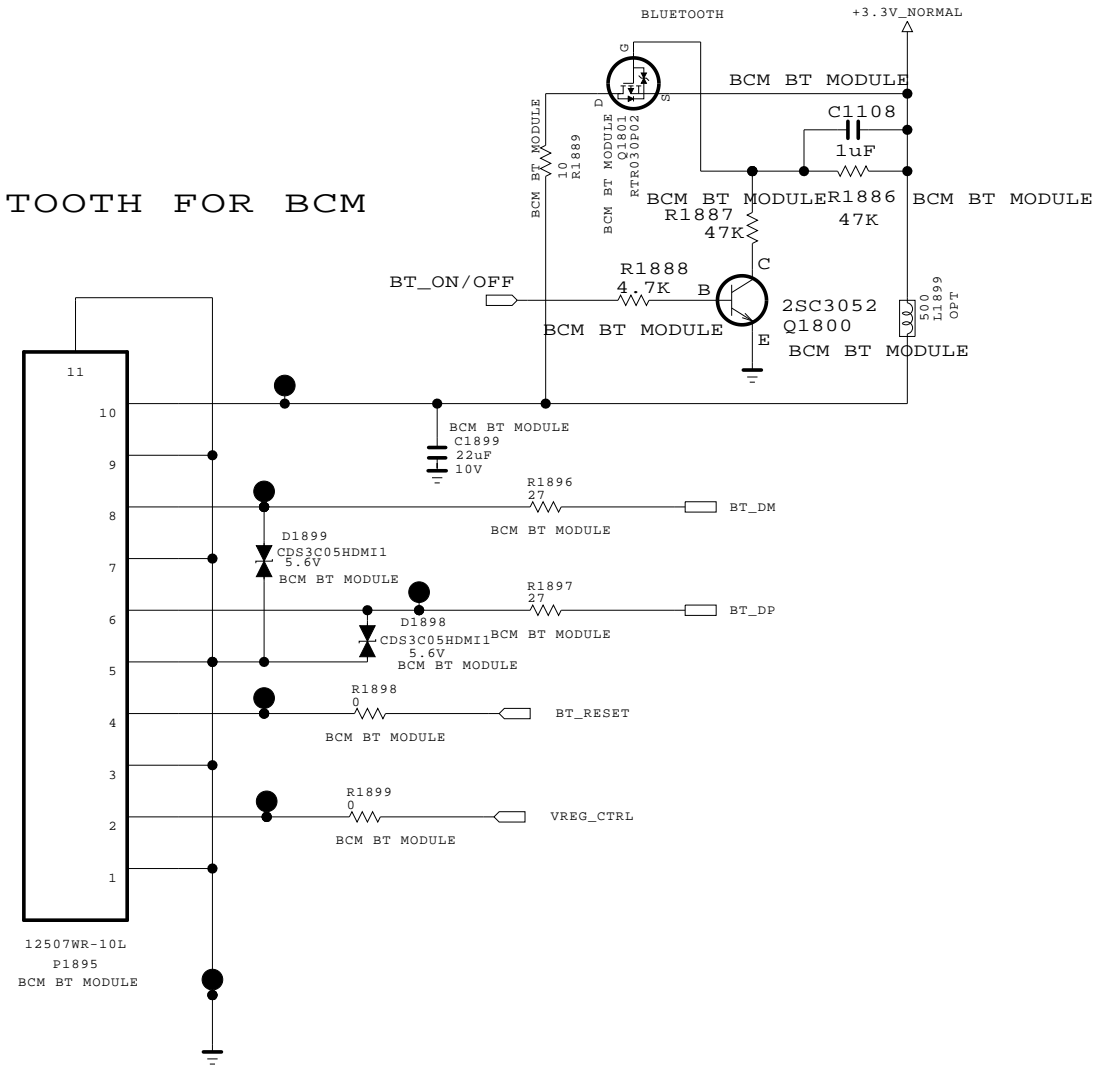 BLUETOOTH
+3.3V_NORMAL
G
D
S
BCM BT MODULE
Q1801
RTR030P02
BCM BT MODULE
C1108
1uF
BCM BT MODULE
R1889
10
BCM BT MODULE
TOOTH FOR BCM
BCM BT MODULE
R1886
47K
BCM BT MODULE
R1887
47K
BT_ON/OFF
R1888
4.7K
BCM BT MODULE
B
C
E
2SC3052
Q1800
BCM BT MODULE
500
L1899
OPT
11
10
9
8
7
6
5
4
3
2
1
BCM BT MODULE
C1899
22uF
10V
R1896
27
BCM BT MODULE
BT_DM
D1899
CDS3C05HDMI1
5.6V
BCM BT MODULE
R1897
27
BCM BT MODULE
BT_DP
D1898
CDS3C05HDMI1
5.6V
BCM BT MODULE
R1898
0
BCM BT MODULE
BT_RESET
R1899
0
BCM BT MODULE
VREG_CTRL
12507WR-10L
P1895
BCM BT MODULE